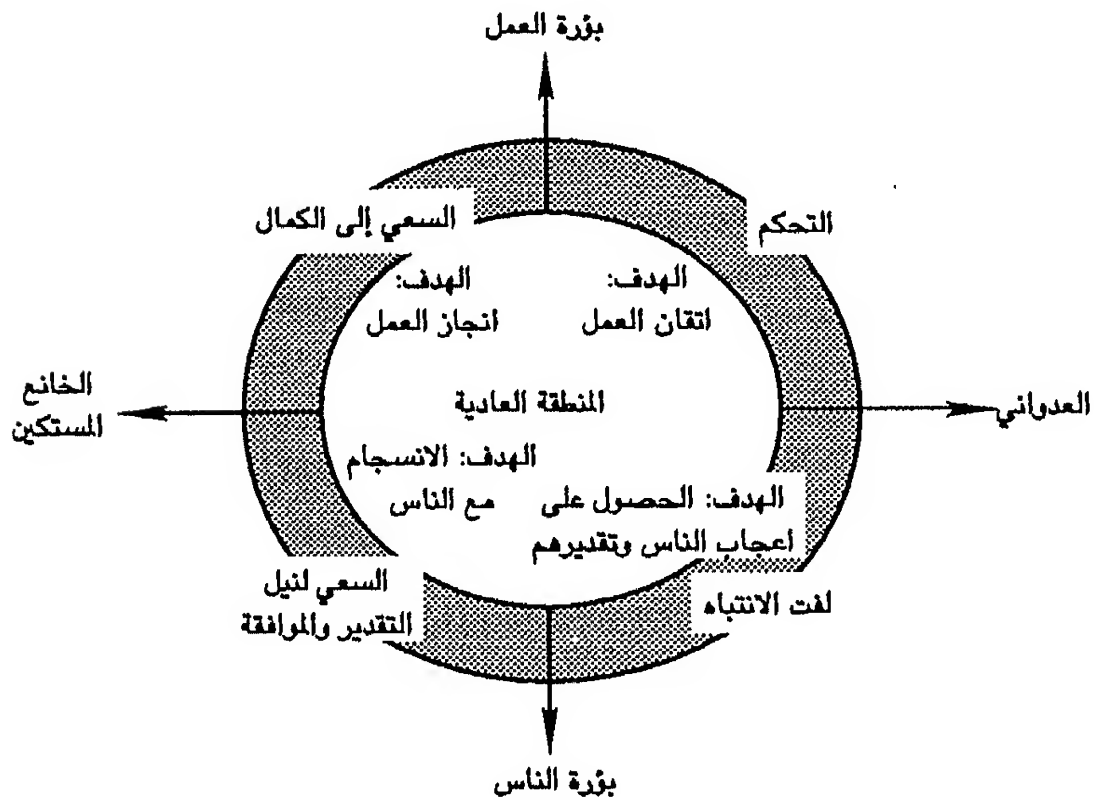 بؤرة العمل
التحكم
السعي إلى الكمال
الهدف:
اتقان العمل
الهدف:
انجاز العمل
العدواني
المنطقة العادية
الخانع
المستكين
الهدف: الحصول على
اعجاب الناس وتقديرهم
الهدف: الانسجام
مع الناس
لفت الانتباه
السعي لنيل
التقدير والموافقة
بؤرة الناس